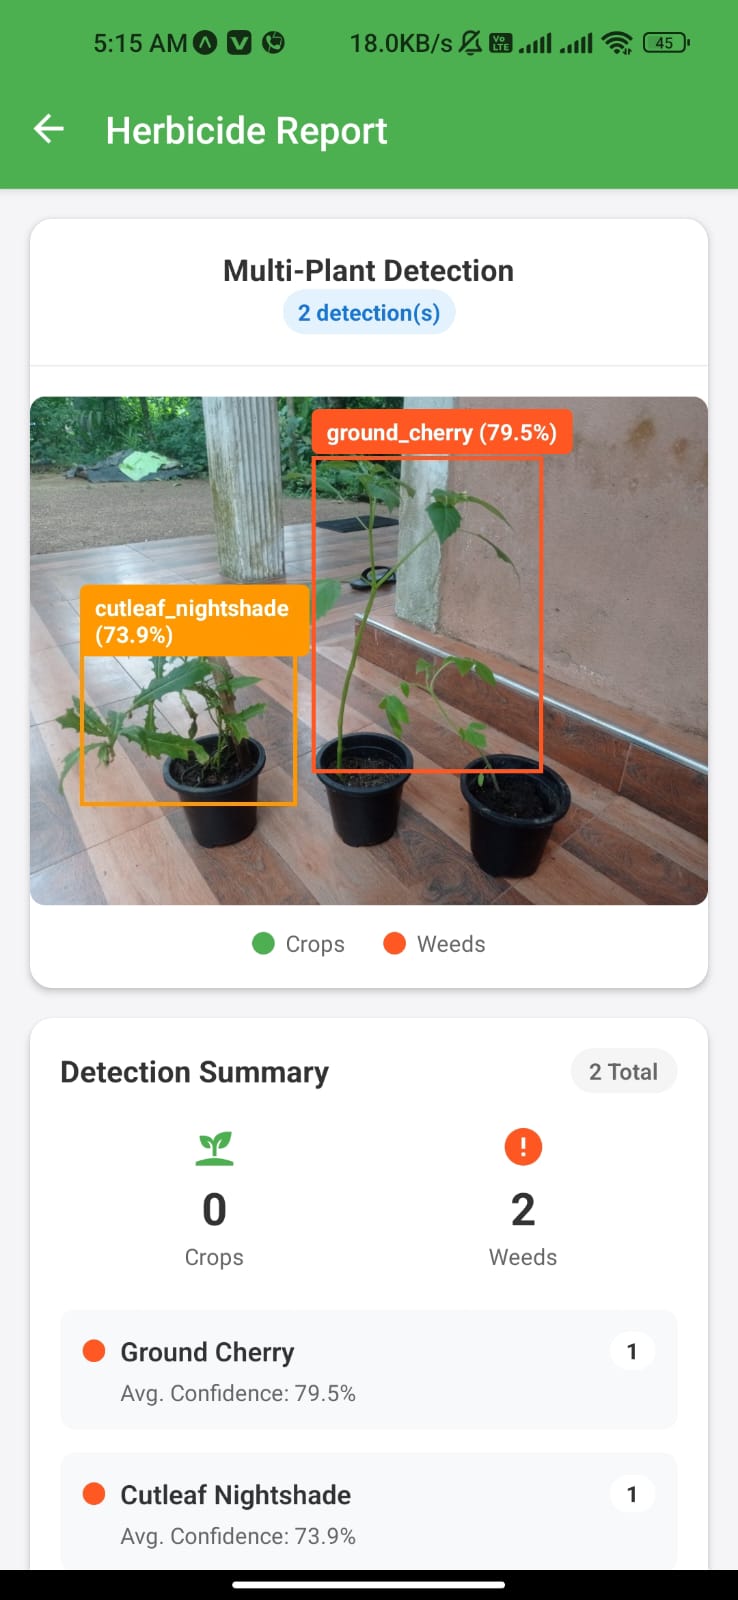 5:15 AM 18.0KB/s Vo LTE 45
Herbicide Report
Multi-Plant Detection
2 detection(s)
ground_cherry (79.5%)
cutleaf_nightshade
(73.9%)
Crops Weeds
Detection Summary 2 Total
0 2
Crops Weeds
Ground Cherry 1
Avg. Confidence: 79.5%
Cutleaf Nightshade 1
Avg. Confidence: 73.9%